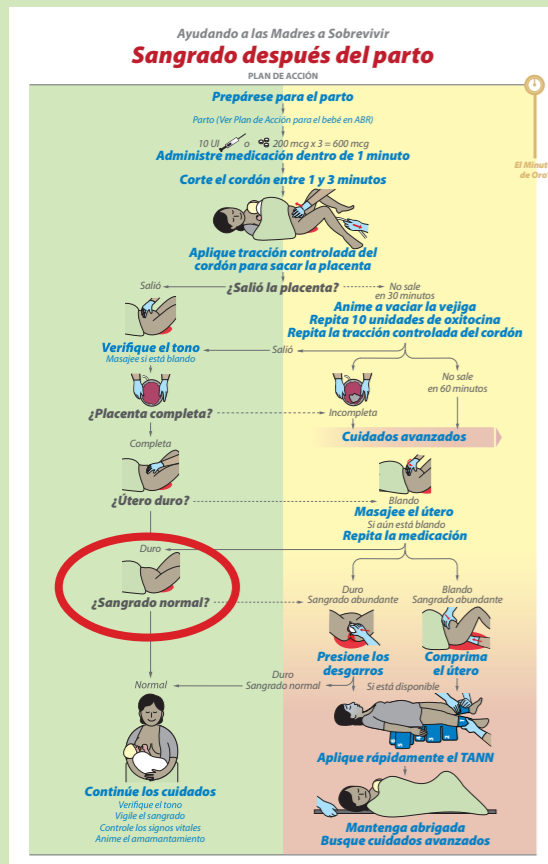 Ayudando a las Madres a Sobrevivir
Sangrado después del parto
PLAN DE ACCIÓN
Prepárese para el parto
Parto (Ver Plan de Acción para el bebé en ABR)
10 UI o 200 mcg x 3 = 600 mcg
Administre medicación dentro de 1 minuto
El Minuto
de Oro
Corte el cordón entre 1 y 3 minutos
Aplique tracción controlada del
cordón para sacar la placenta
Salió
¿Salió la placenta?
No sale
en 30 minutos
Anime a vaciar la vejiga
Repita 10 unidades de oxitocina
Repita la tracción controlada del cordón
Verifique el tono
Masajee si está blando
Salió
No sale
en 60 minutos
¿Placenta completa?
Incompleta
Cuidados avanzados
Completa
¿Útero duro?
Blando
Masajee el útero
Si aún está blando
Repita la medicación
Duro
¿Sangrado normal?
Duro
Sangrado abundante
Blando
Sangrado abundante
Presione los
desgarros
Comprima
el útero
Normal
Duro
Sangrado normal
Si está disponible
Aplique rápidamente el TANN
Continúe los cuidados
Verifique el tono
Vigile el sangrado
Controle los signos vitales
Anime el amamantamiento
Mantenga abrigada
Busque cuidados avanzados